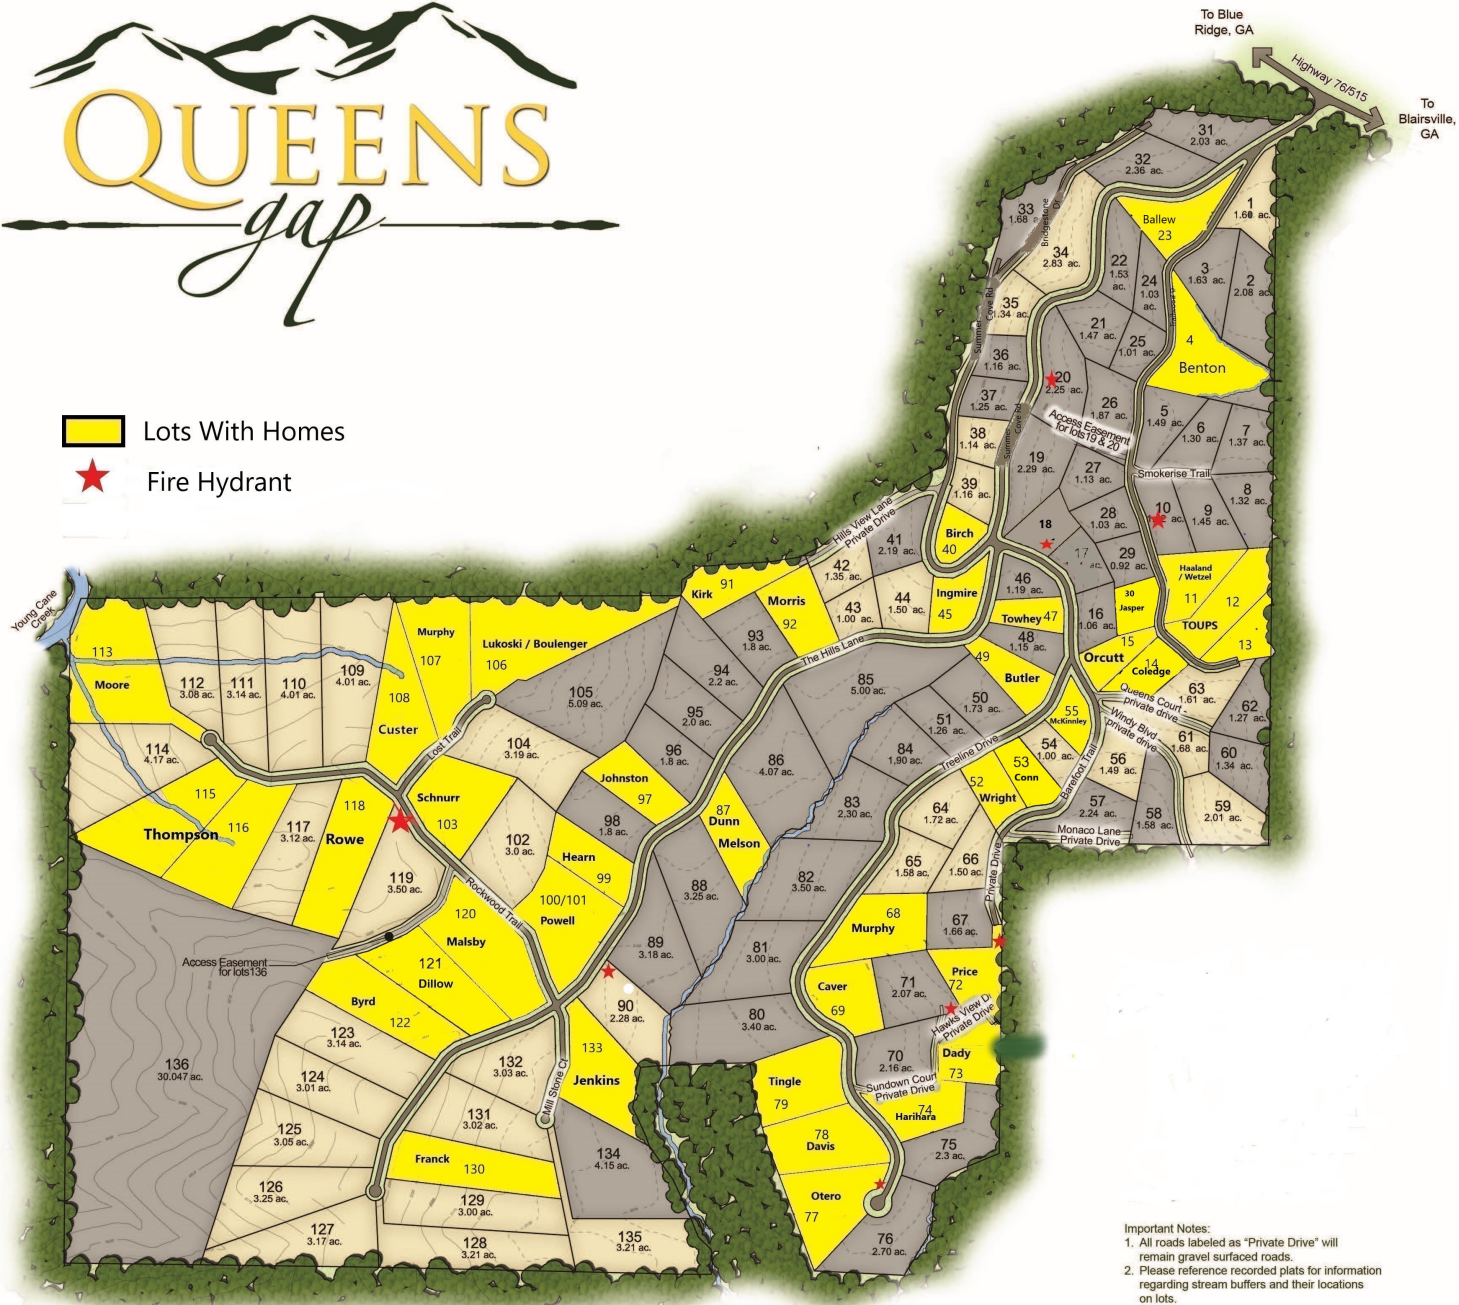 QUEENS
gap
Lots With Homes
Fire Hydrant
To Blue
Ridge, GA
Highway 76/515
To
Blairsville,
GA
31
2.03 ac.
32
2.36 ac.
33
1.68
Bridgestone
Dr
34
2.83 ac.
1
ac.
Ballew
23
22
1.53
ac.
24
1.03
ac.
3
1.63 ac.
2
2.08 ac.
35
1.34 ac.
Summer
Cove Rd
21
1.47 ac.
25
1.01 ac.
4
Benton
36
1.16 ac.
37
1.25 ac.
20
2.25 ac.
26
1.87 ac.
Access Easement
for lots19 & 20
5
1.49 ac.
6
1.30 ac.
7
1.37 ac.
38
1.14 ac.
Summer
Cove Rd
19
2.29 ac.
27
1.13 ac.
Smokerise Trail
8
1.32 ac.
39
1.16 ac.
28
1.03 ac.
10
ac.
9
1.45 ac.
Hills View Lane
Private Drive
41
2.19 ac.
Birch
40
18
17
ac.
29
0.92 ac.
Haaland
/ Wetzel
11
12
TOUPS
13
42
1.35 ac.
43
1.00 ac.
44
1.50 ac.
Ingmire
45
46
1.19 ac.
Towhey 47
48
1.15 ac.
16
1.06 ac.
30
Jasper
15
Orcutt
14
Coledge
Kirk
91
Morris
92
93
1.8 ac.
The Hills Lane
94
2.2 ac.
95
2.0 ac.
96
1.8 ac.
85
5.00 ac.
49
Butler
50
1.73 ac.
51
1.26 ac.
55
McKinnley
Queens Court -
private drive
63
1.61 ac.
62
1.27 ac.
Windy Blvd
private drive
61
1.68 ac.
60
1.34 ac.
59
2.01 ac.
54
1.00 ac.
53
Conn
52
Wright
Treeline Drive
Barefoot Trail
56
1.49 ac.
57
2.24 ac.
58
1.58 ac.
Monaco Lane
Private Drive
Young Cane
Creek
113
Moore
112
3.08 ac.
111
3.14 ac.
110
4.01 ac.
109
4.01 ac.
Murphy
107
108
Custer
Lukoski / Boulenger
106
105
5.09 ac.
Lost Trail
104
3.19 ac.
114
4.17 ac.
115
Thompson
116
117
3.12 ac.
118
Rowe
Schnurr
103
102
3.0 ac.
Johnston
97
98
1.8 ac.
Hearn
99
100/101
Powell
86
4.07 ac.
87
Dunn
Melson
84
1.90 ac.
83
2.30 ac.
82
3.50 ac.
88
3.25 ac.
89
3.18 ac.
81
3.00 ac.
80
3.40 ac.
64
1.72 ac.
65
1.58 ac.
66
1.50 ac.
Private Drive
68
Murphy
67
1.66 ac.
Caver
69
71
2.07 ac.
Price
72
Hawks View Dr
Private Drive
70
2.16 ac.
Dady
73
Sundown Court
Private Drive
74
Harihara
75
2.3 ac.
76
2.70 ac.
Tingle
79
78
Davis
Otero
77
119
3.50 ac.
Rockwood Trail
120
Malsby
121
Dillow
Byrd
122
Access Easement
for lots136
90
2.28 ac.
123
3.14 ac.
124
3.01 ac.
125
3.05 ac.
126
3.25 ac.
127
3.17 ac.
128
3.21 ac.
129
3.00 ac.
Franck
130
131
3.02 ac.
132
3.03 ac.
Mill Stone Ct
133
Jenkins
134
4.15 ac.
135
3.21 ac.
136
30.047 ac.
Important Notes:
1. All roads labeled as “Private Drive” will
remain gravel surfaced roads.
2. Please reference recorded plats for information
regarding stream buffers and their locations
on lots.